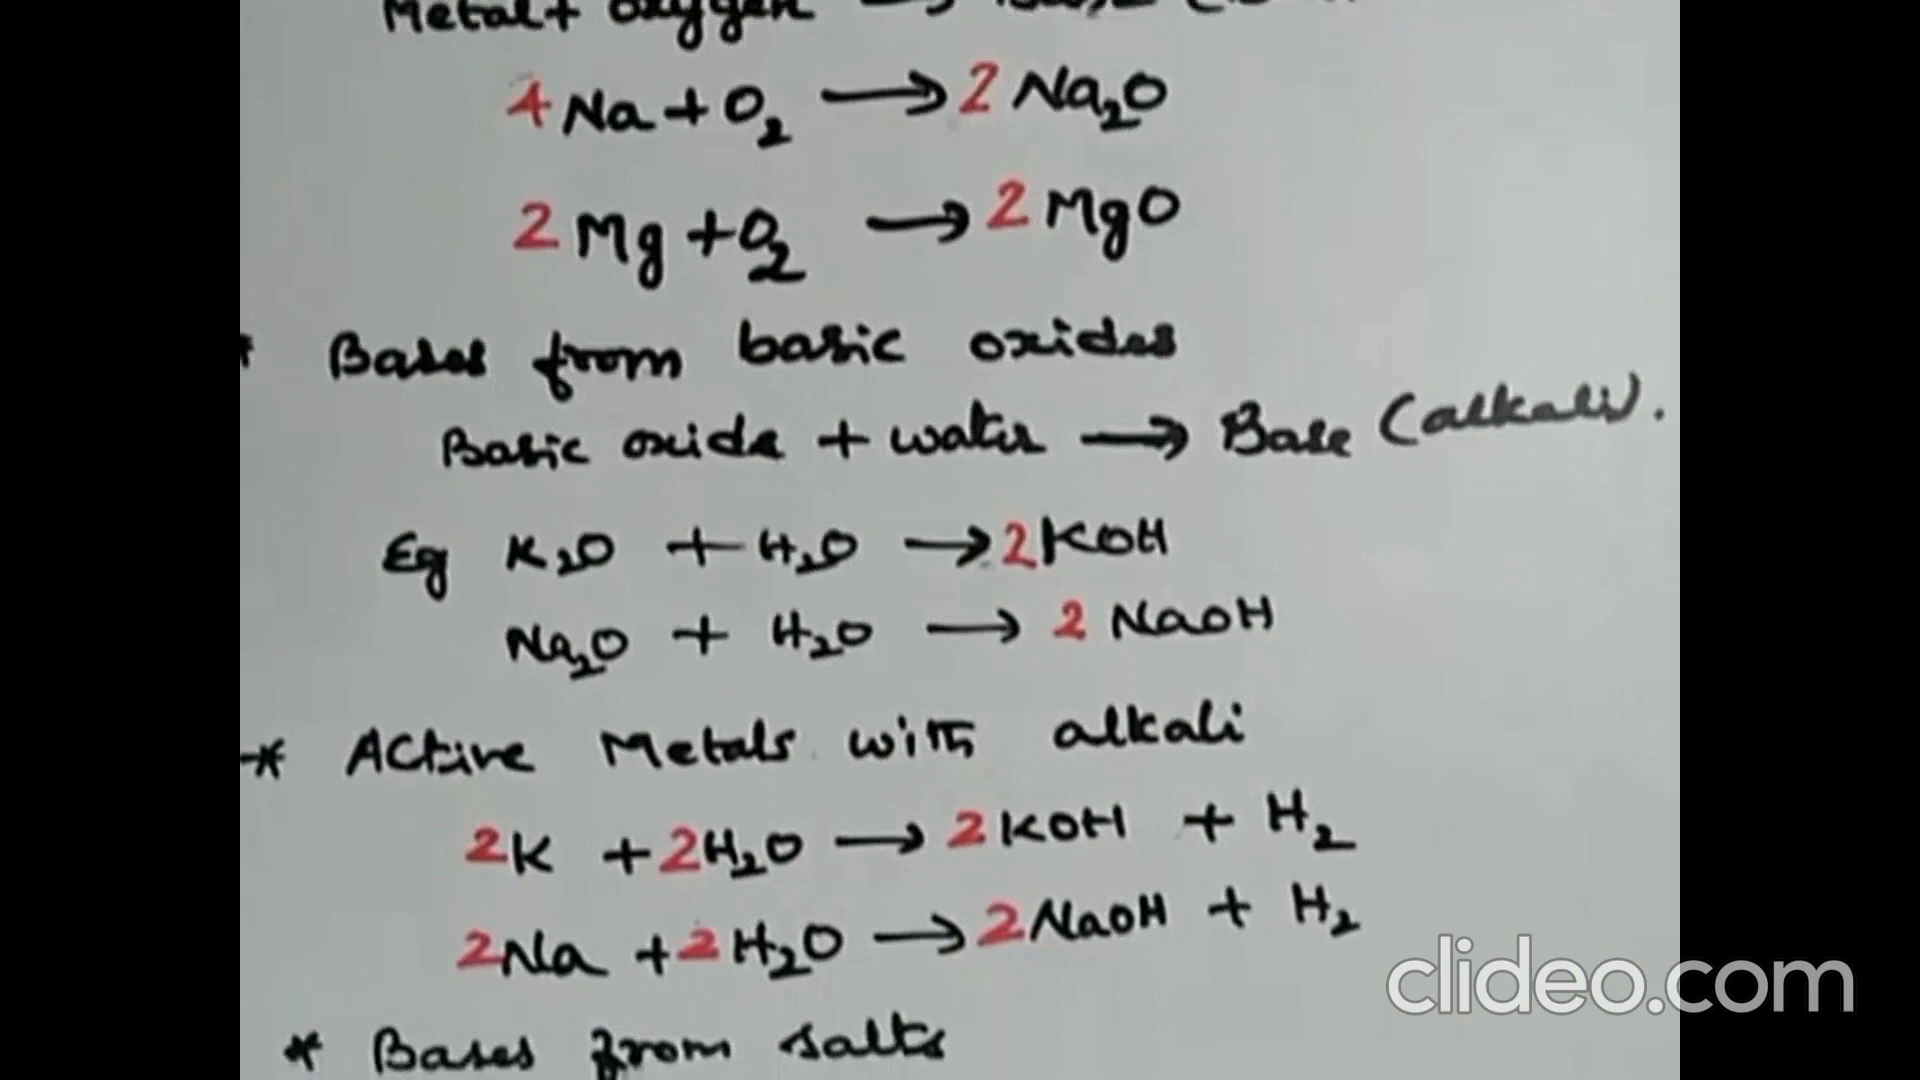 Metal + oxygen →
4Na + O₂ → 2Na₂O
2Mg + O₂ → 2MgO
* Bases from basic oxides
Basic oxide + water → Base (alkali).
Eg K₂O + H₂O → 2KOH
Na₂O + H₂O → 2NaOH
* Active Metals with alkali
2K + 2H₂O → 2KOH + H₂
2Na + 2H₂O → 2NaOH + H₂
* Bases from salts
clideo.com